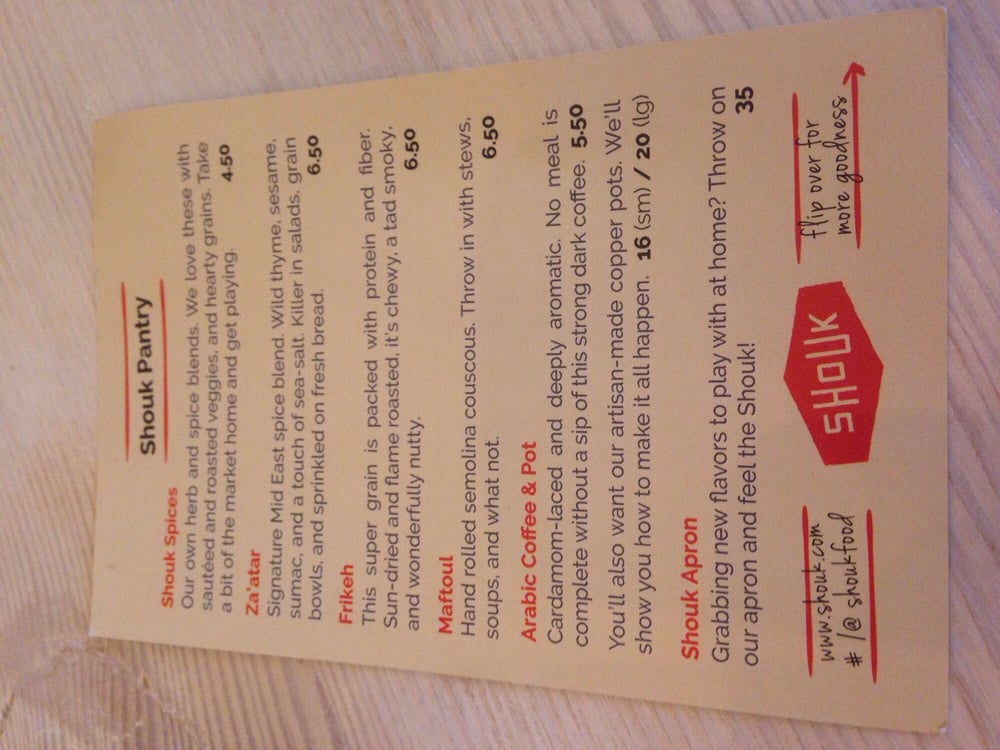 Shouk Pantry
Shouk Spices
Our own herb and spice blends. We love these with
sautéed and roasted veggies, and hearty grains. Take
a bit of the market home and get playing. 4.50
Za'atar
Signature Mid East spice blend. Wild thyme, sesame,
sumac, and a touch of sea-salt. Killer in salads, grain
bowls, and sprinkled on fresh bread. 6.50
Frikeh
This super grain is packed with protein and fiber.
Sun-dried and flame roasted, it's chewy, a tad smoky,
and wonderfully nutty. 6.50
Maftoul
Hand rolled semolina couscous. Throw in with stews,
soups, and what not. 6.50
Arabic Coffee & Pot
Cardamom-laced and deeply aromatic. No meal is
complete without a sip of this strong dark coffee. 5.50
You'll also want our artisan-made copper pots. We'll
show you how to make it all happen. 16 (sm) / 20 (lg)
Shouk Apron
Grabbing new flavors to play with at home? Throw on
our apron and feel the Shouk! 35
www.shouk.com
# /@shoukfood
SHOUK
flip over for
more goodness